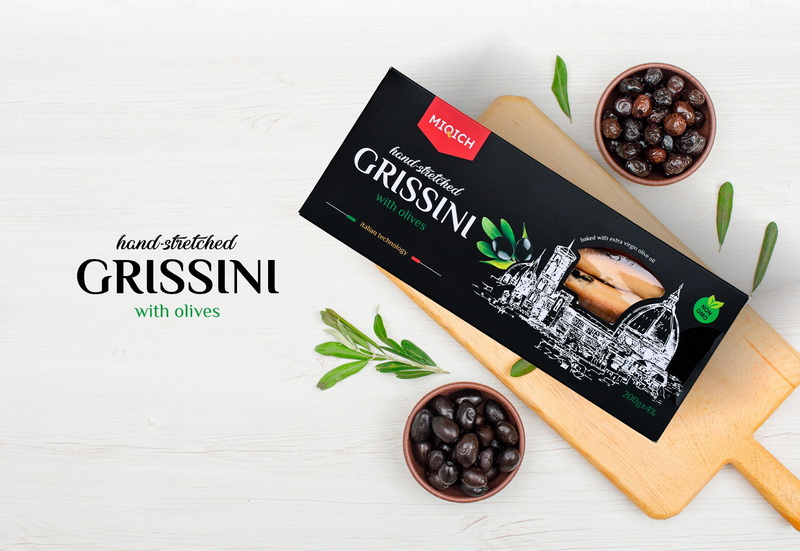 hand-stretched
GRISSINI
with olives
MIQICH
hand-stretched
GRISSINI
with olives
italian technology
baked with extra virgin olive oil
NON
GMO
200g±4%